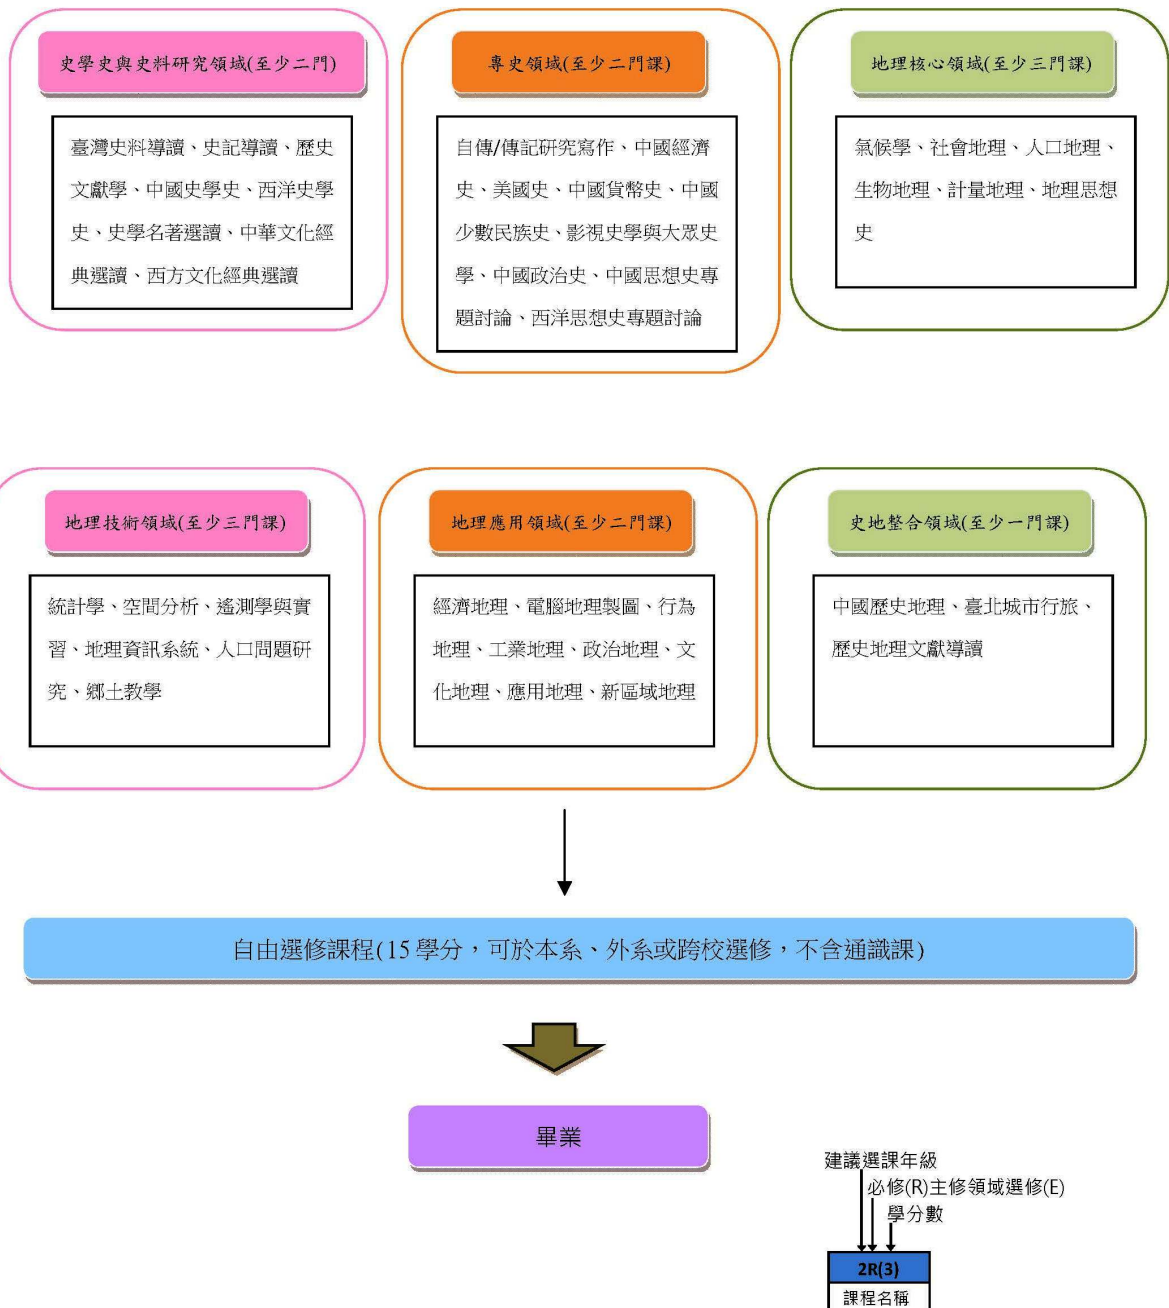 史學史與史料研究領域(至少二門)
臺灣史料導讀、史記導讀、歷史
文獻學、中國史學史、西洋史學
史、史學名著選讀、中華文化經
典選讀、西方文化經典選讀
專史領域(至少二門課)
自傳/傳記研究寫作、中國經濟
史、美國史、中國貨幣史、中國
少數民族史、影視史學與大眾史
學、中國政治史、中國思想史專
題討論、西洋思想史專題討論
地理核心領域(至少三門課)
氣候學、社會地理、人口地理、
生物地理、計量地理、地理思想
史
地理技術領域(至少三門課)
統計學、空間分析、遙測學與實
習、地理資訊系統、人口問題研
究、鄉土教學
地理應用領域(至少二門課)
經濟地理、電腦地理製圖、行為
地理、工業地理、政治地理、文
化地理、應用地理、新區域地理
史地整合領域(至少一門課)
中國歷史地理、臺北城市行旅、
歷史地理文獻導讀
自由選修課程(15 學分，可於本系、外系或跨校選修，不含通識課)
畢業
建議選課年級
必修(R)主修領域選修(E)
學分數
2R(3)
課程名稱